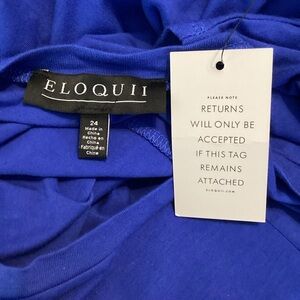 ELOQUII
24
Made in
China
Hecho en
China
Fabriqué en
Chine
PLEASE NOTE
RETURNS
WILL ONLY BE
ACCEPTED
IF THIS TAG
REMAINS
ATTACHED
ELOQUII.COM